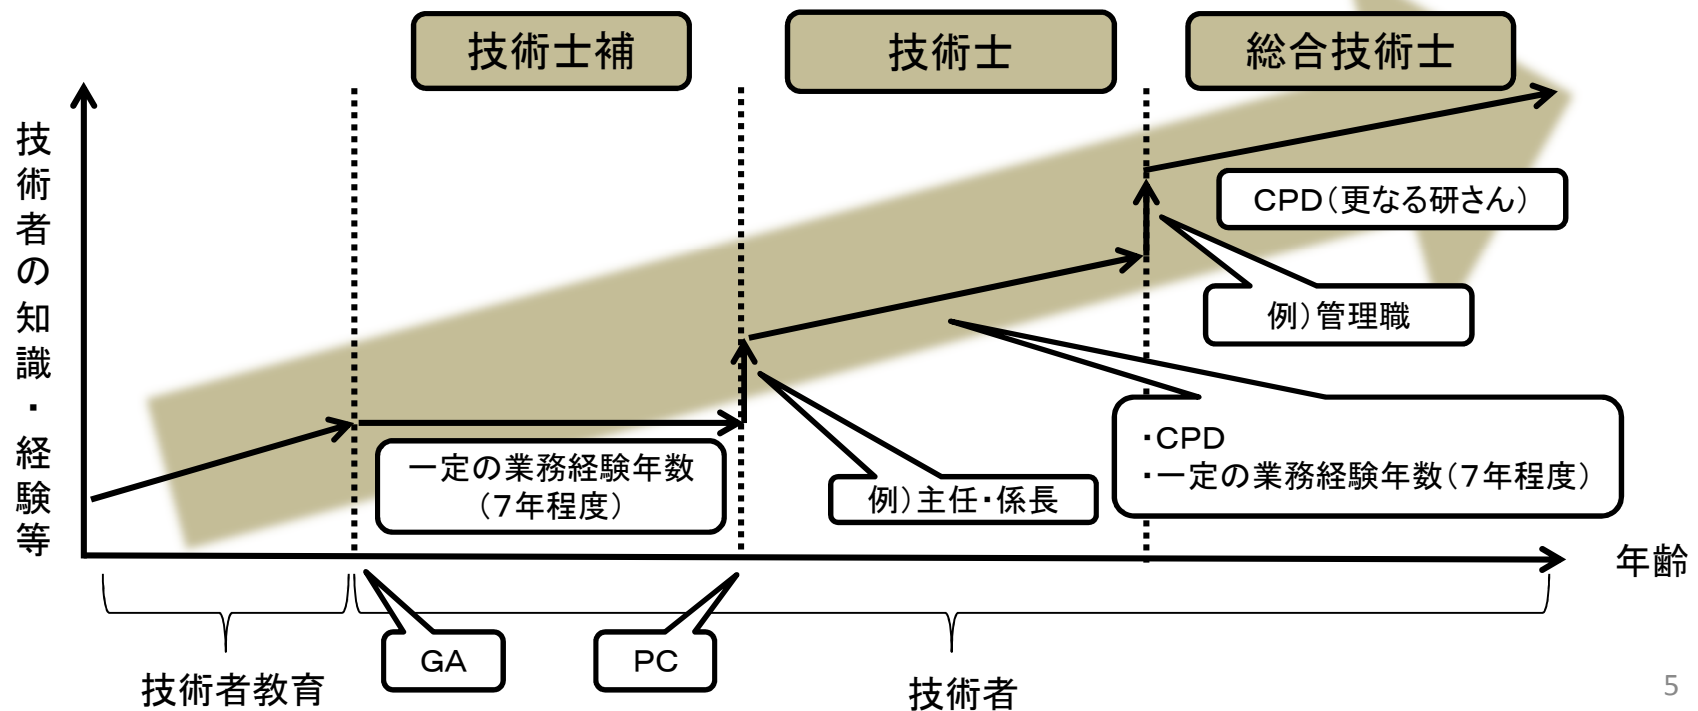 技術士補
技術士
総合技術士
技術者の知識・経験等
CPD（更なる研さん）
例）管理職
・CPD
・一定の業務経験年数（7年程度）
一定の業務経験年数
（7年程度）
例）主任・係長
年齢
GA
PC
技術者教育
技術者
5